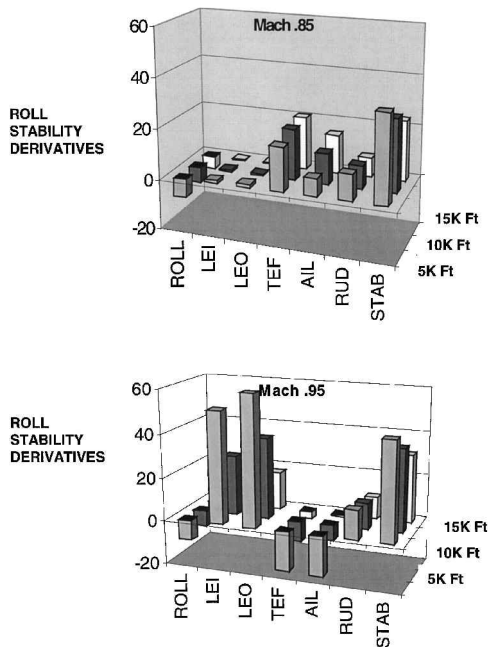 Mach .85
ROLL
STABILITY
DERIVATIVES
60
40
20
0
-20
ROLL
LEI
LEO
TEF
AIL
RUD
STAB
15K Ft
10K Ft
5K Ft
Mach .95
ROLL
STABILITY
DERIVATIVES
60
40
20
0
-20
ROLL
LEI
LEO
TEF
AIL
RUD
STAB
15K Ft
10K Ft
5K Ft